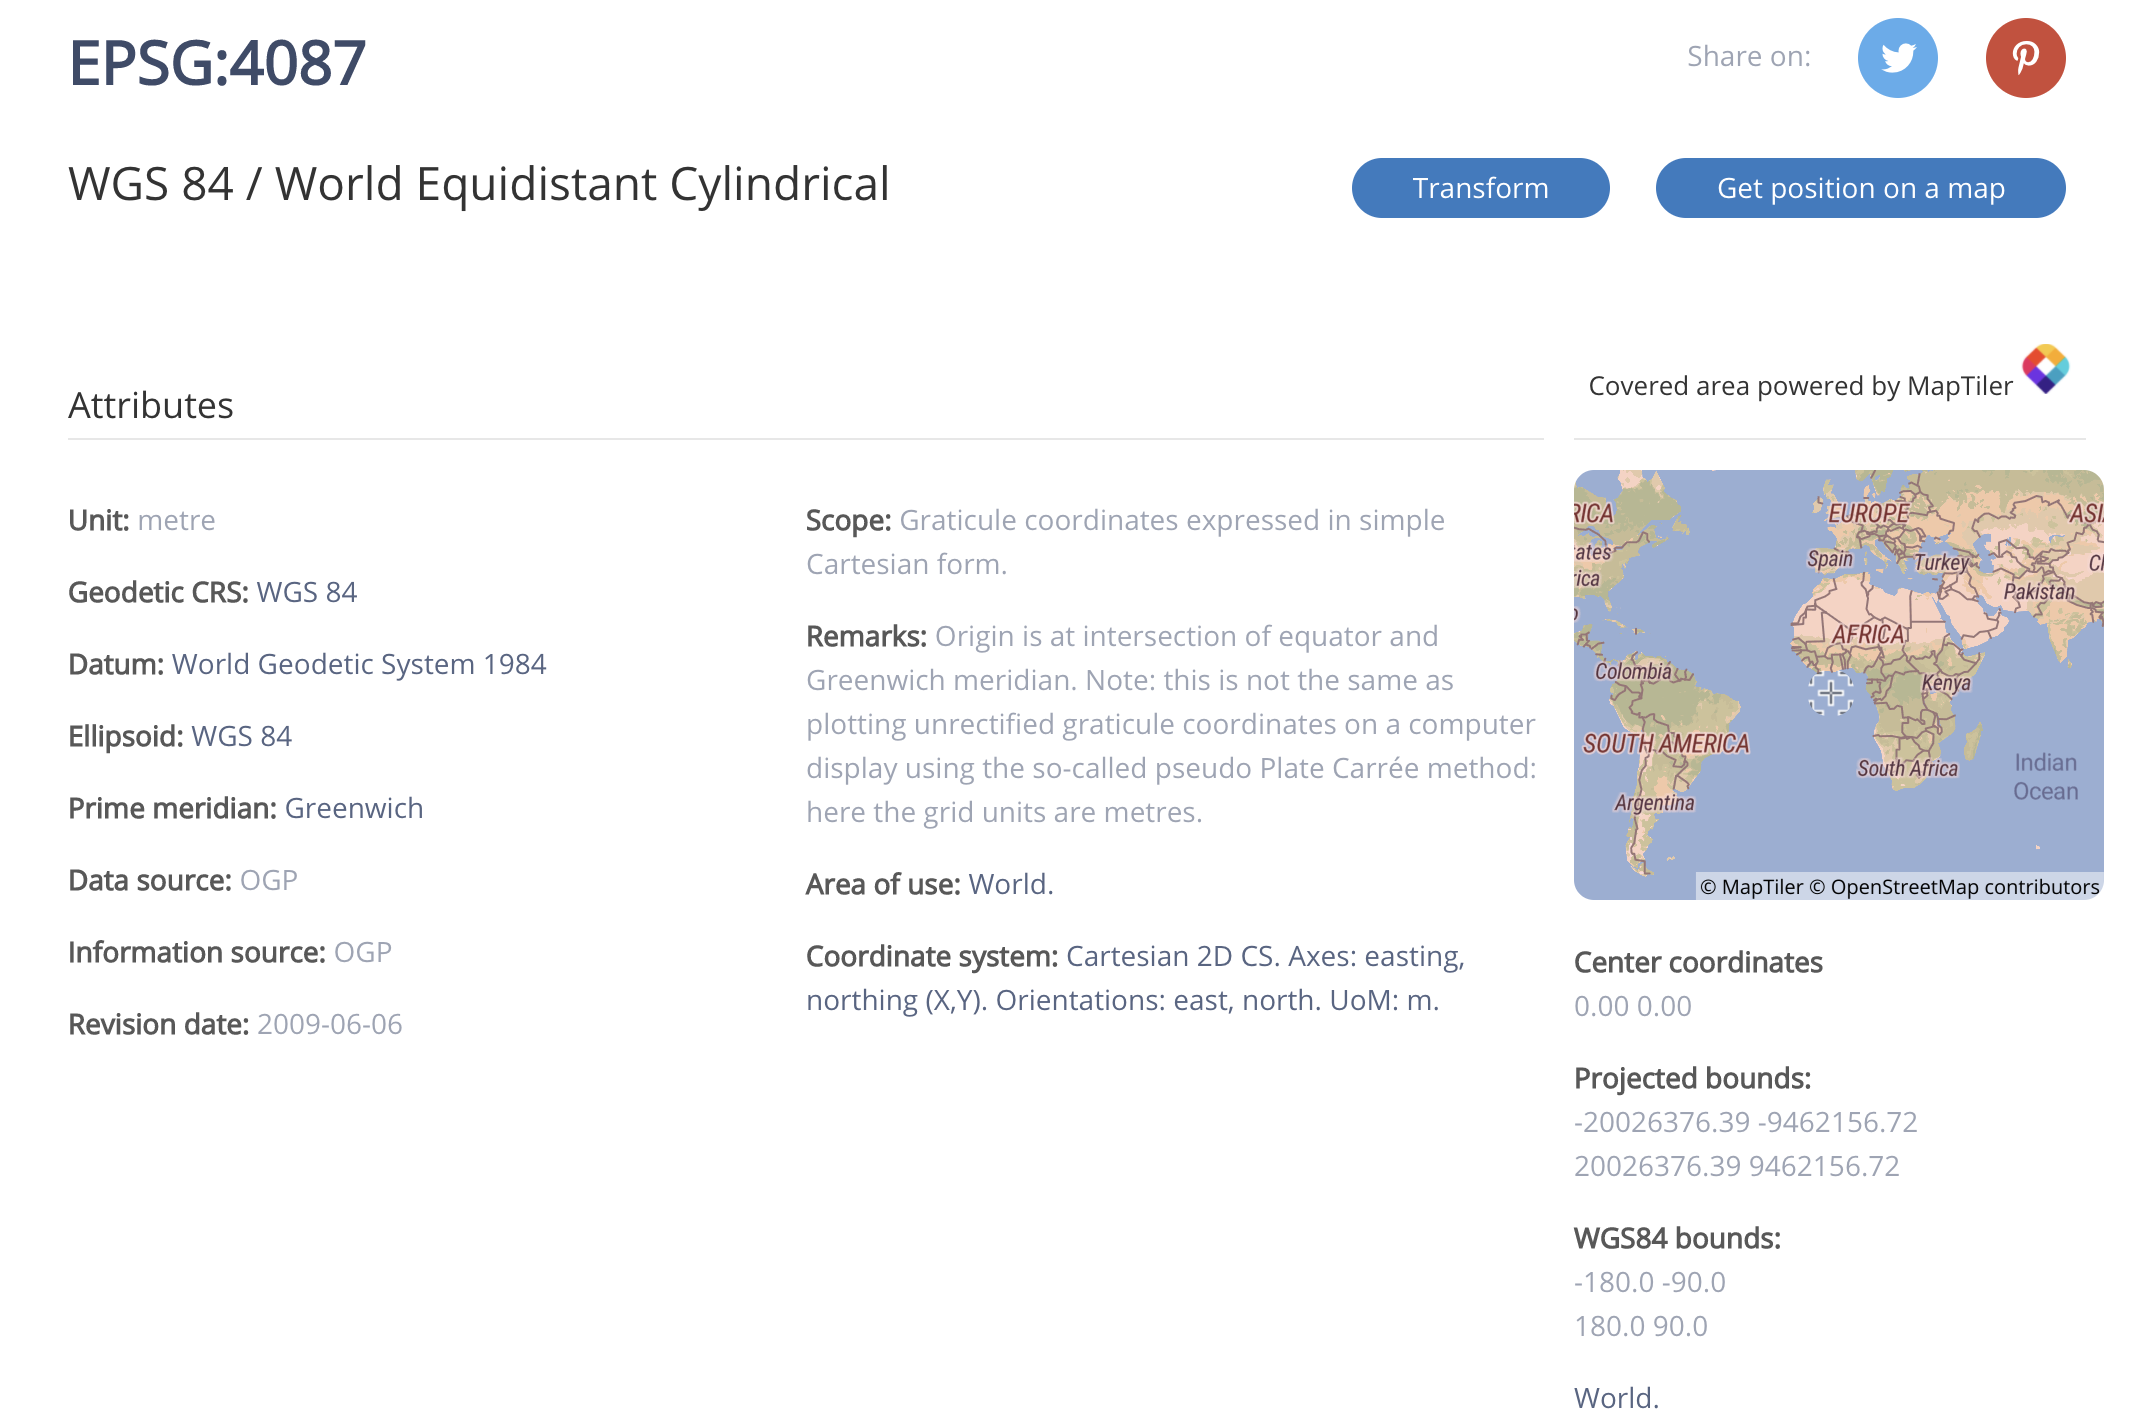 EPSG:4087
Share on:
WGS 84 / World Equidistant Cylindrical
Transform
Get position on a map
Attributes
Covered area powered by MapTiler
Unit: metre
Geodetic CRS: WGS 84
Datum: World Geodetic System 1984
Ellipsoid: WGS 84
Prime meridian: Greenwich
Data source: OGP
Information source: OGP
Revision date: 2009-06-06
Scope: Graticule coordinates expressed in simple
Cartesian form.
Remarks: Origin is at intersection of equator and
Greenwich meridian. Note: this is not the same as
plotting unrectified graticule coordinates on a computer
display using the so-called pseudo Plate Carrée method:
here the grid units are metres.
Area of use: World.
Coordinate system: Cartesian 2D CS. Axes: easting,
northing (X,Y). Orientations: east, north. UoM: m.
RICA
EUROPE
ASI
ates
Spain
Turkey
rica
Pakistan
AFRICA
Colombia
Kenya
SOUTH AMERICA
South Africa
Indian
Ocean
Argentina
© MapTiler © OpenStreetMap contributors
Center coordinates
0.00 0.00
Projected bounds:
-20026376.39 -9462156.72
20026376.39 9462156.72
WGS84 bounds:
-180.0 -90.0
180.0 90.0
World.